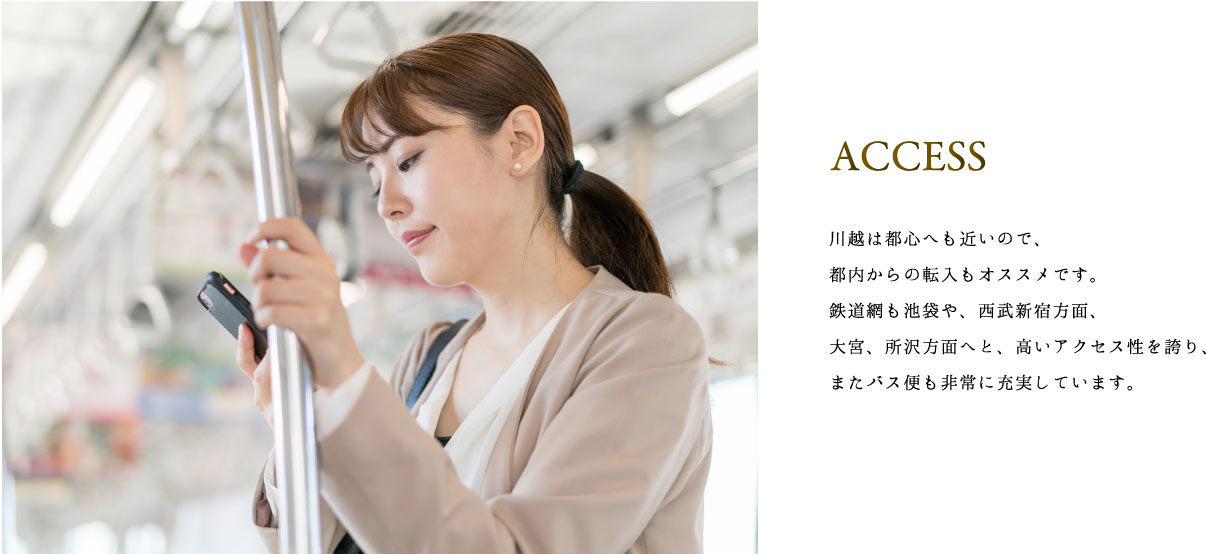 ACCESS
川越は都心へも近いので、
都内からの転入もオススメです。
鉄道網も池袋や、西武新宿方面、
大宮、所沢方面へと、高いアクセス性を誇り、
またバス便も非常に充実しています。